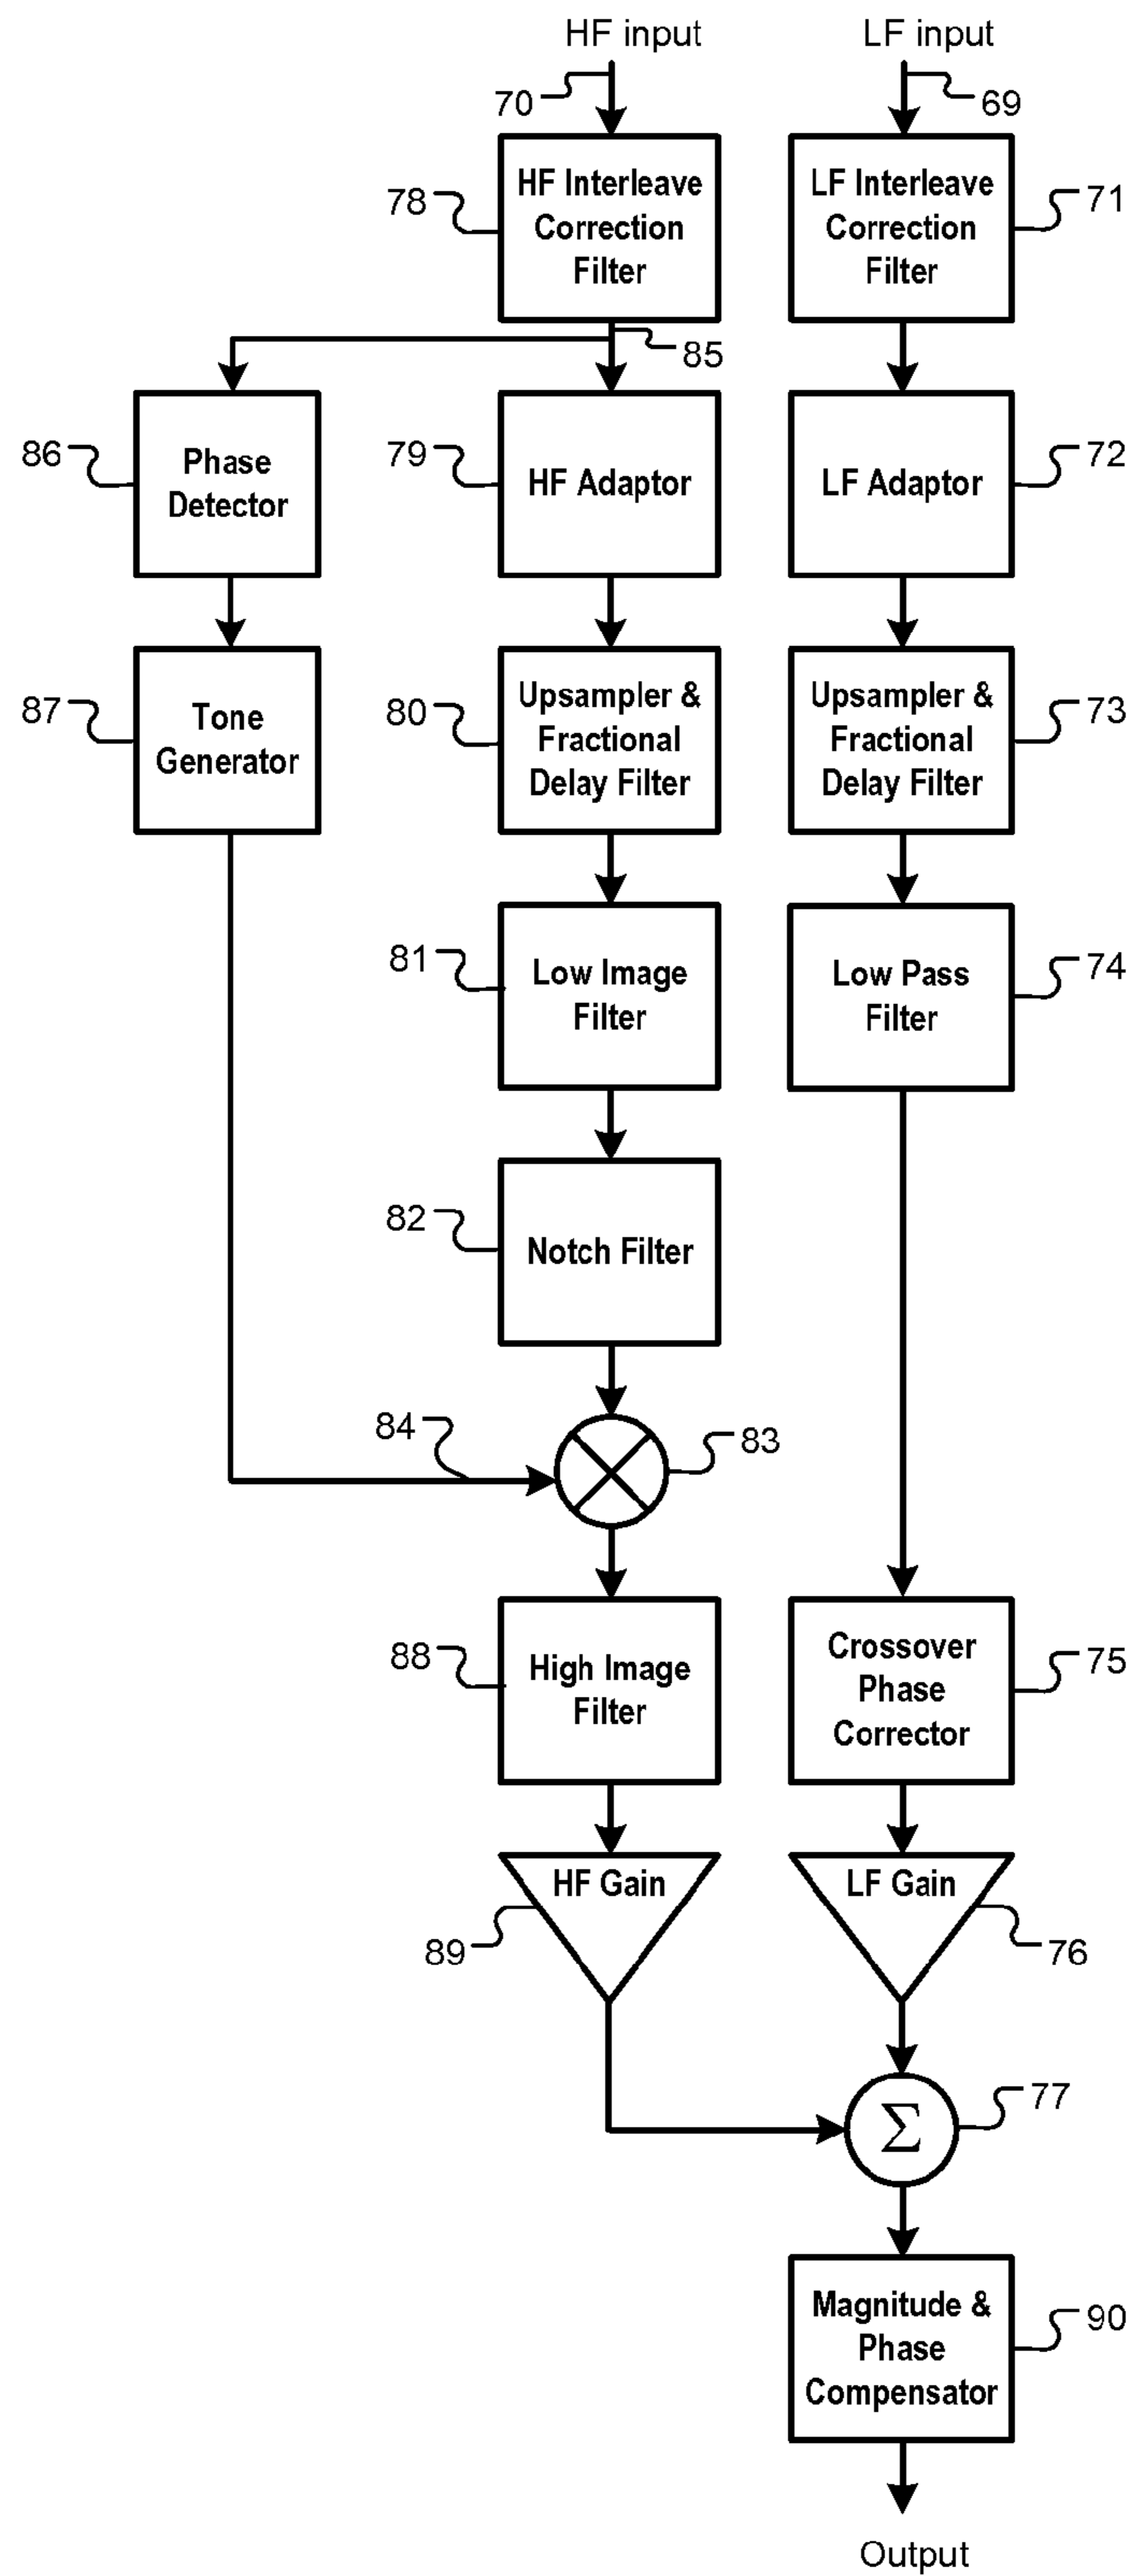 HF input
LF input
70
69
HF Interleave
Correction
Filter
LF Interleave
Correction
Filter
78
71
85
86
Phase
Detector
79
HF Adaptor
LF Adaptor
72
87
Tone
Generator
80
Upsampler &
Fractional
Delay Filter
Upsampler &
Fractional
Delay Filter
73
81
Low Image
Filter
Low Pass
Filter
74
82
Notch Filter
84
83
88
High Image
Filter
Crossover
Phase
Corrector
75
HF Gain
LF Gain
89
76
Σ
77
Magnitude &
Phase
Compensator
90
Output